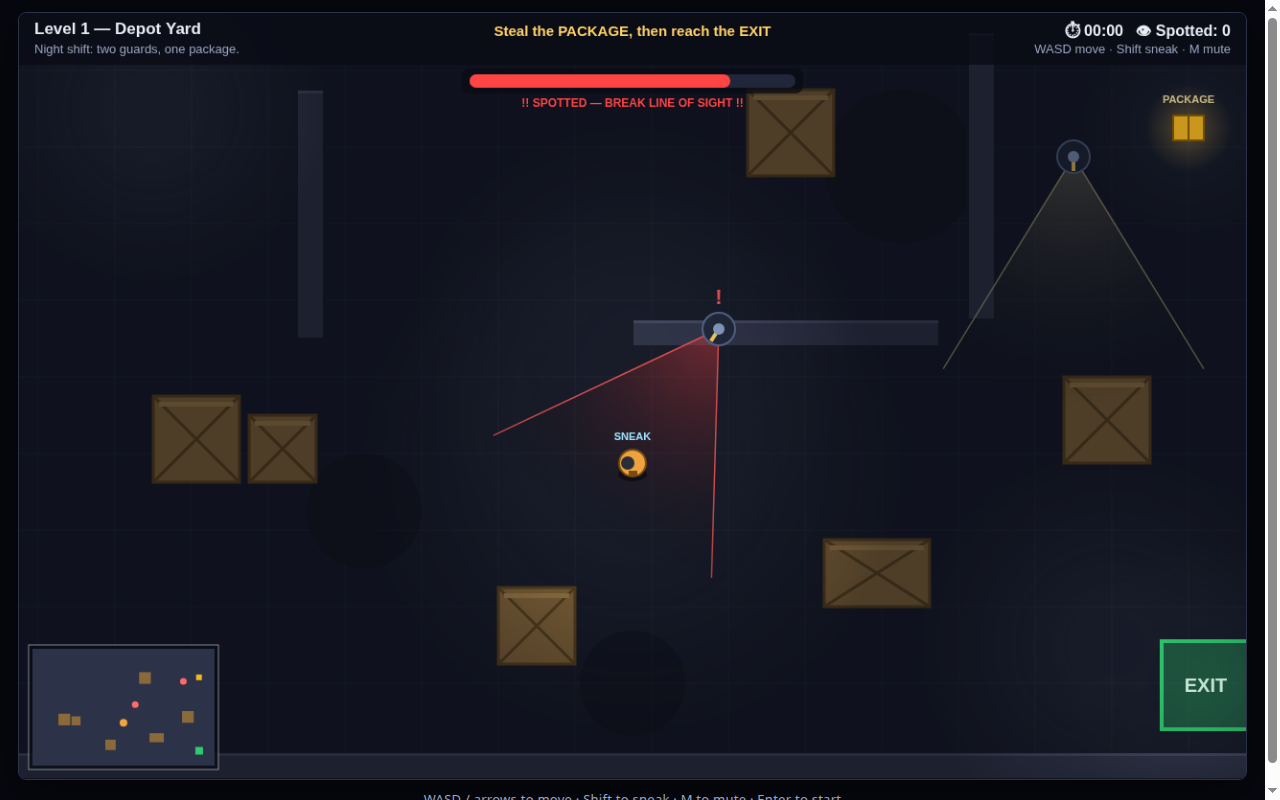 Level 1 — Depot Yard
Night shift: two guards, one package.
Steal the PACKAGE, then reach the EXIT
⏱ 00:00 👁 Spotted: 0
WASD move · Shift sneak · M mute
!! SPOTTED — BREAK LINE OF SIGHT !!
PACKAGE
!
SNEAK
EXIT
WASD / arrows to move · Shift to sneak · M to mute · Enter to start